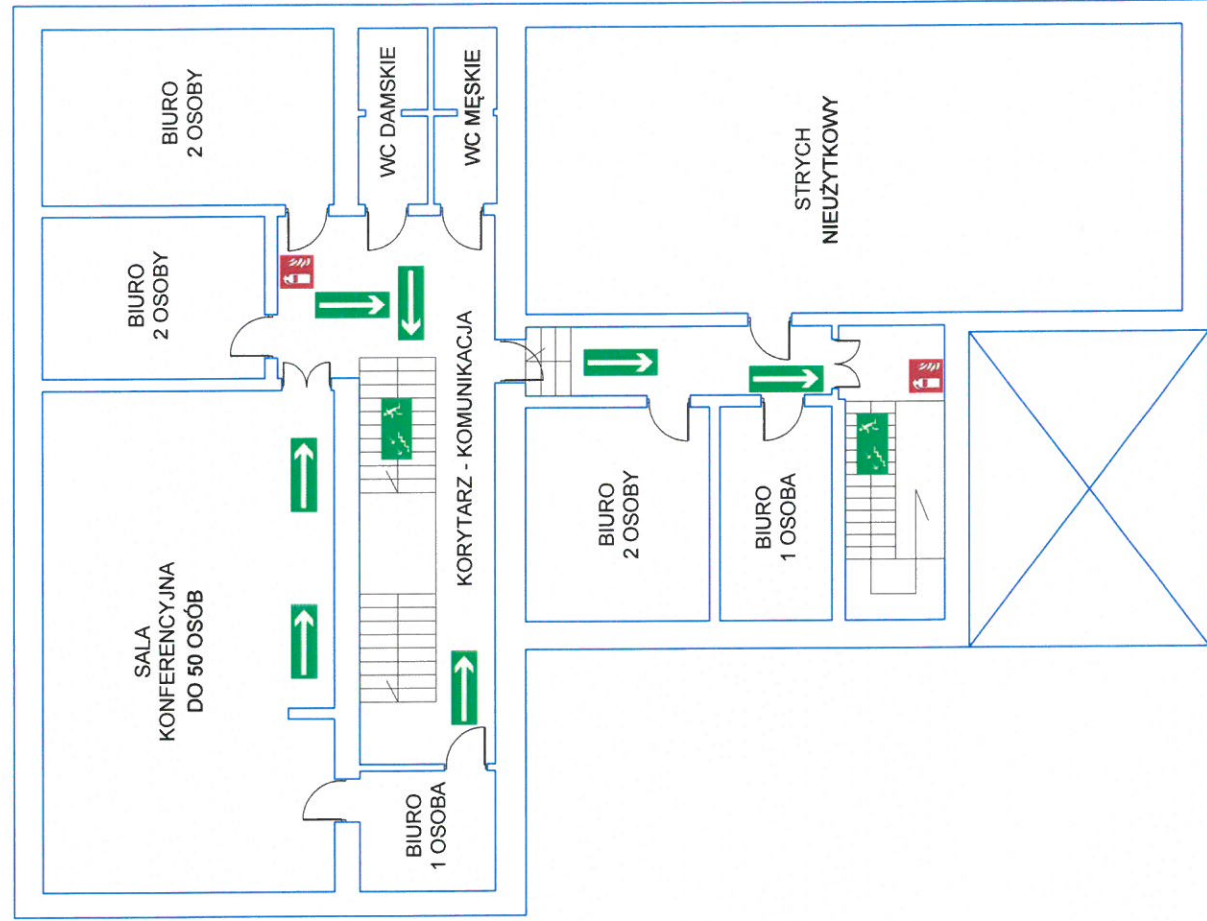 BIURO
2 OSOBY
WC DAMSKIE
WC MĘSKIE
BIURO
2 OSOBY
STRYCH
NIEUŻYTKOWY
KORYTARZ - KOMUNIKACJA
SALA
KONFERENCYJNA
DO 50 OSÓB
BIURO
2 OSOBY
BIURO
1 OSOBA
BIURO
1 OSOBA